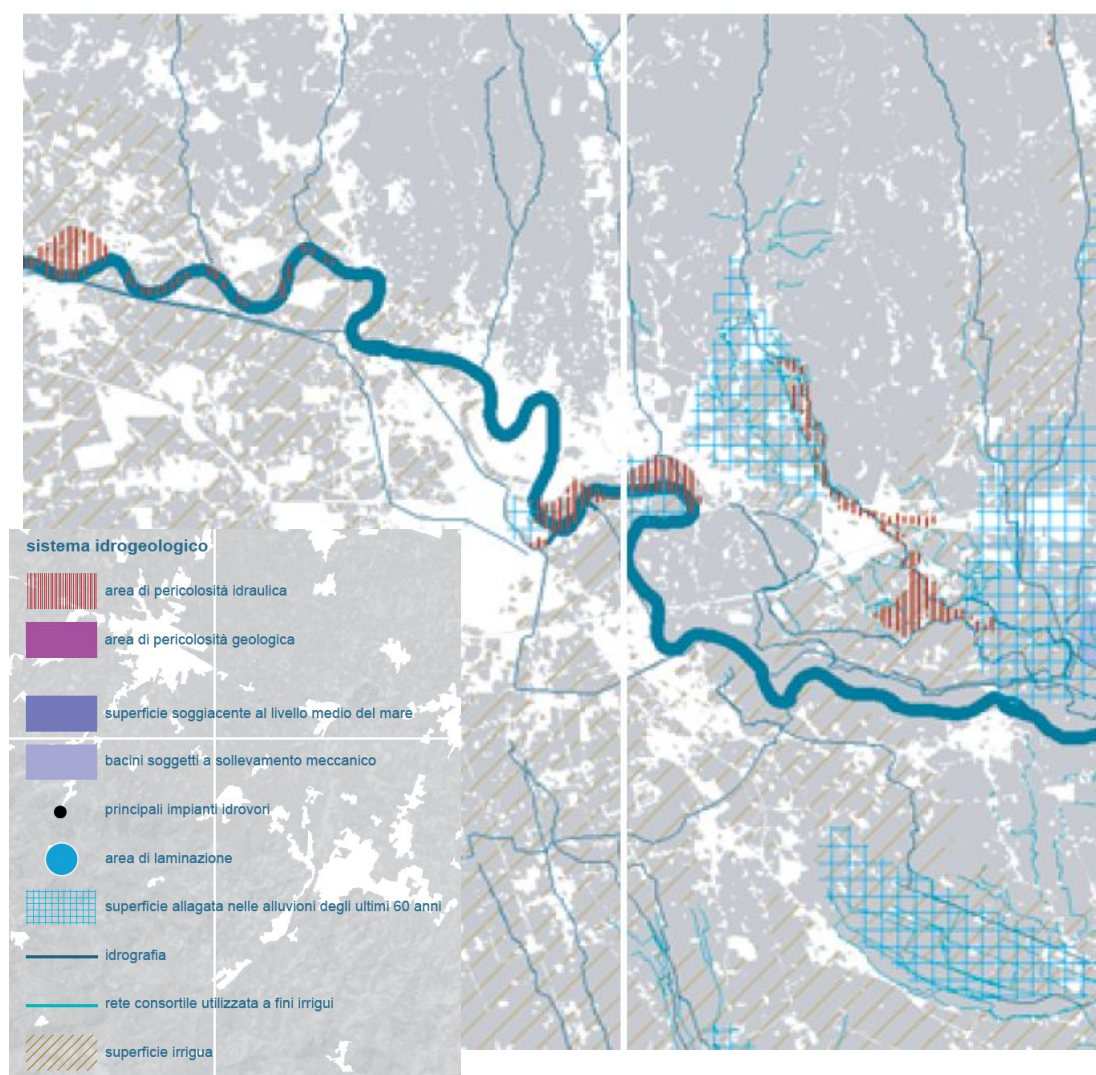 sistema idrogeologico
area di pericolosità idraulica
area di pericolosità geologica
superficie soggiacente al livello medio del mare
bacini soggetti a sollevamento meccanico
principali impianti idrovori
area di laminazione
superficie allagata nelle alluvioni degli ultimi 60 anni
idrografia
rete consortile utilizzata a fini irrigui
superficie irrigua